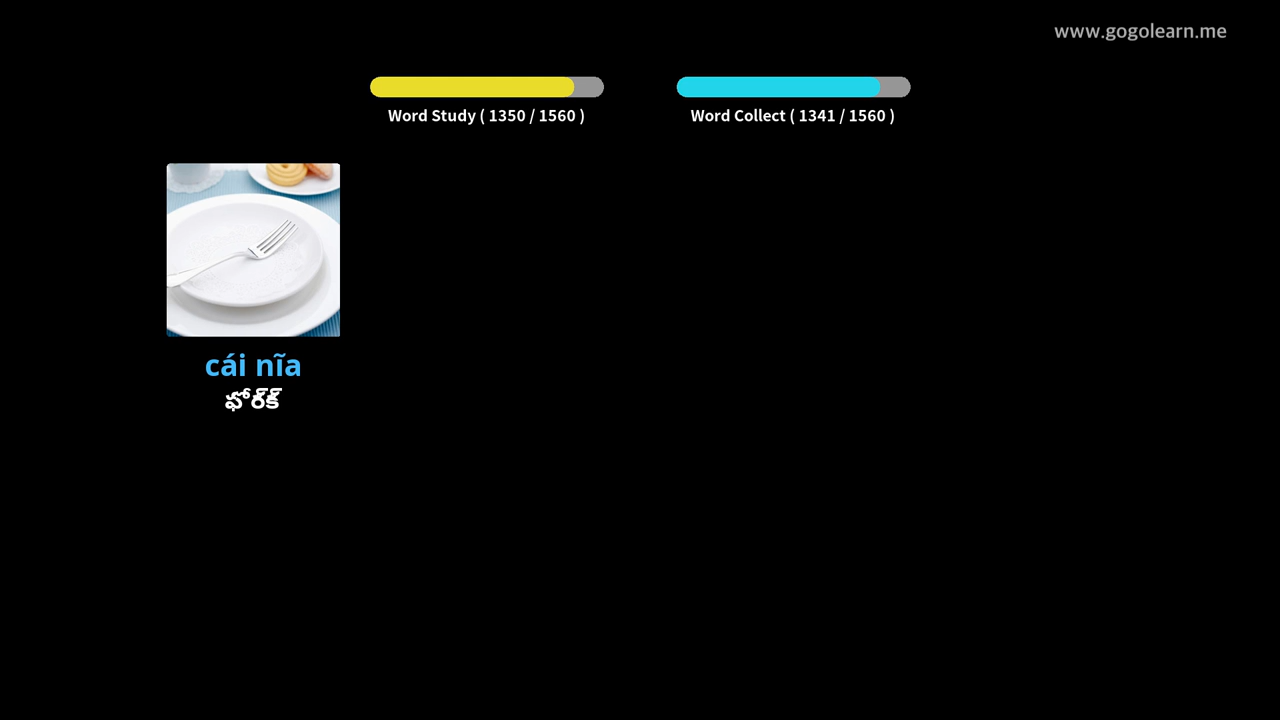 www.gogolearn.me
Word Study ( 1350 / 1560 )
Word Collect ( 1341 / 1560 )
cái nĩa
ఫోర్క్